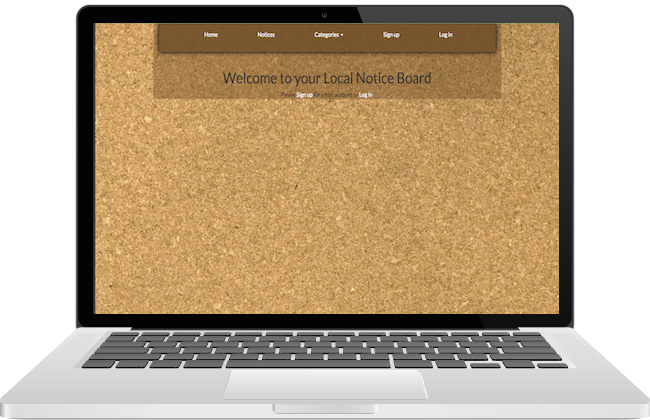 Home Notices Categories Sign up Log in
Welcome to your Local Notice Board
Please Sign up for a free account or Log in